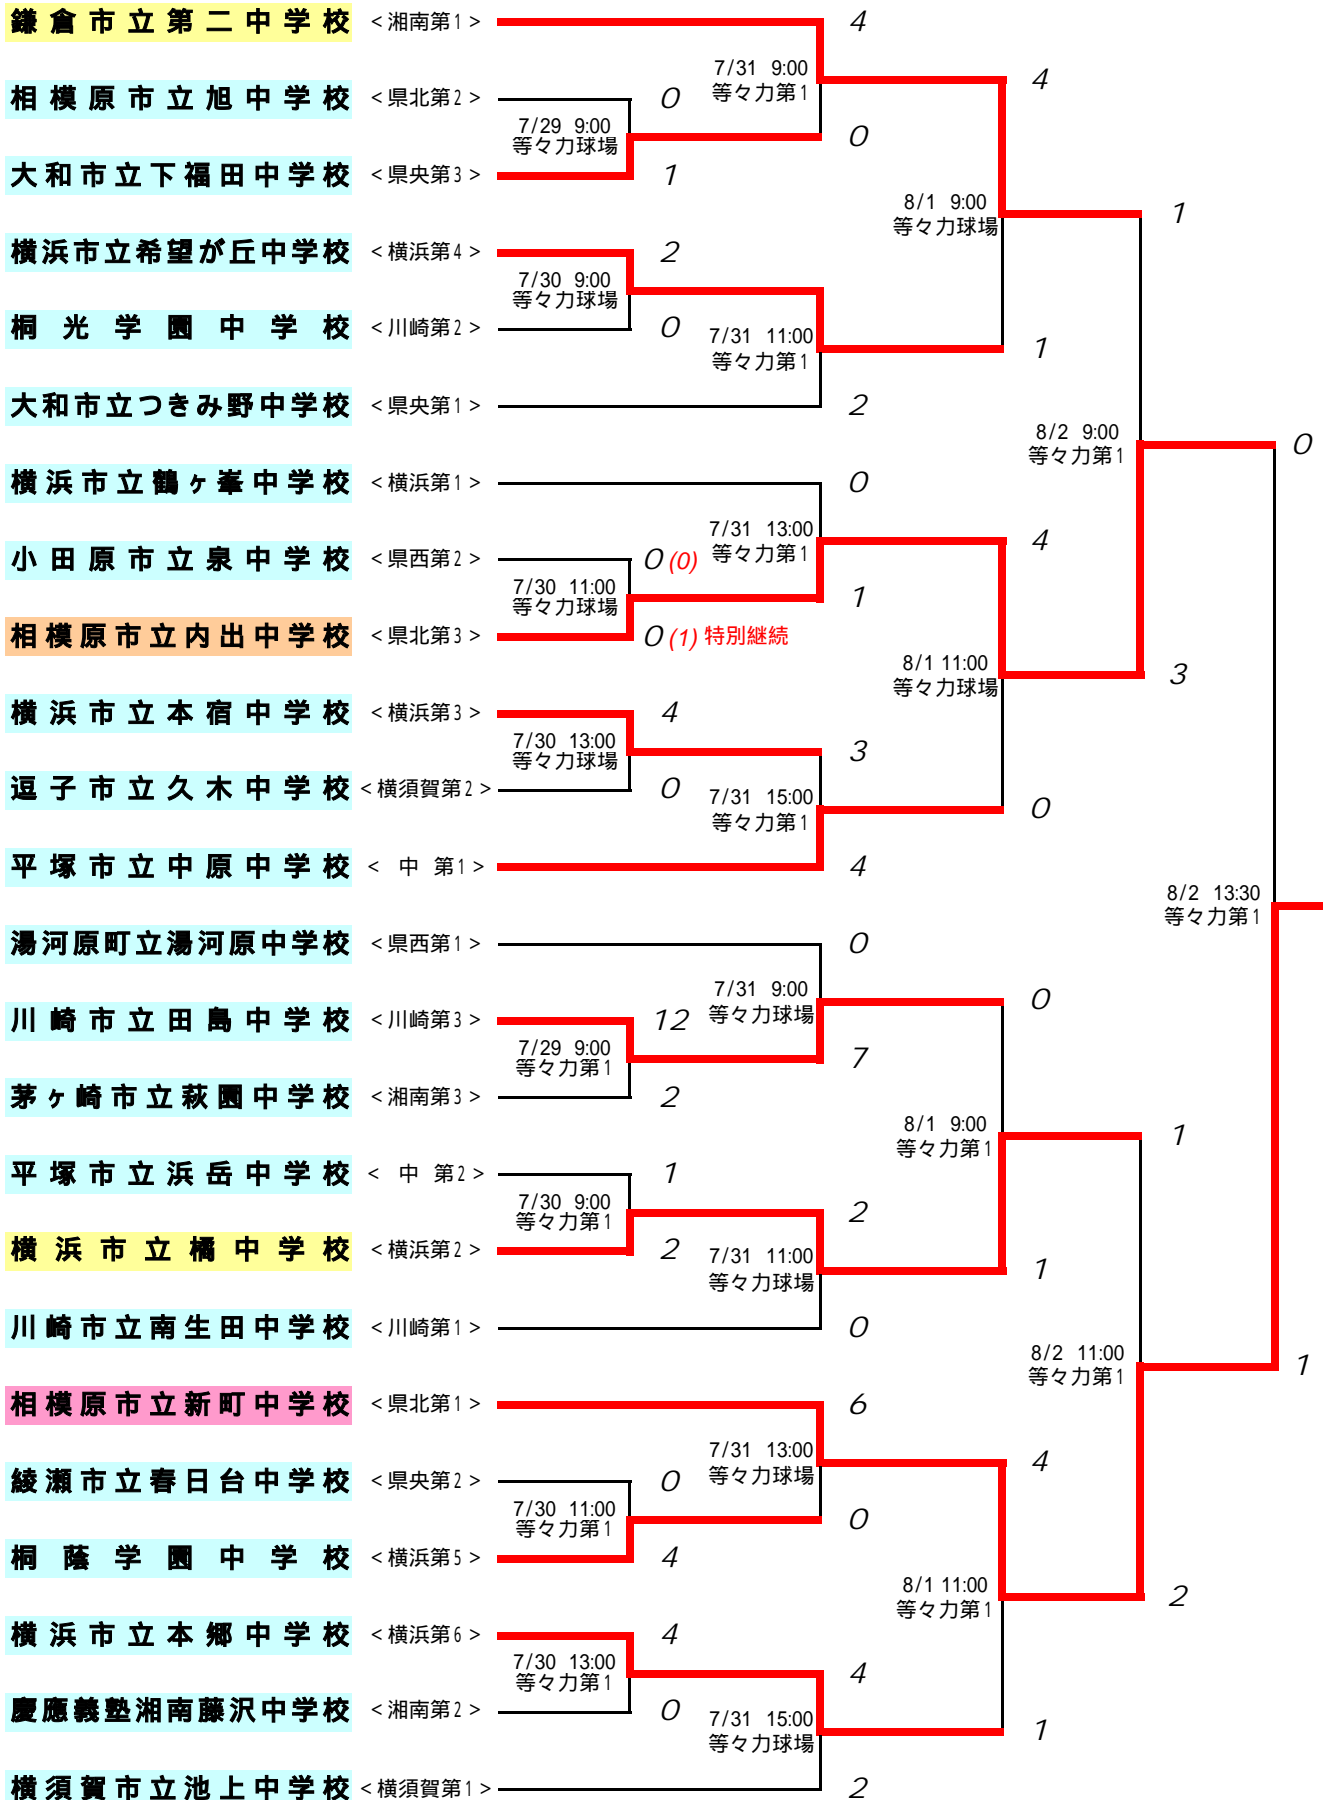 鎌倉市立第二中学校 <湘南第1> 4
7/31 9:00
等々力第1
4
相模原市立旭中学校 <県北第2> 0
7/29 9:00
等々力球場
0
大和市立下福田中学校 <県央第3> 1
8/1 9:00
等々力球場
1
横浜市立希望が丘中学校 <横浜第4> 2
7/30 9:00
等々力球場
桐光学園中学校 <川崎第2> 0
7/31 11:00
等々力第1
1
大和市立つきみ野中学校 <県央第1> 2
8/2 9:00
等々力第1
0
横浜市立鶴ヶ峯中学校 <横浜第1> 0
7/31 13:00
等々力第1
4
小田原市立泉中学校 <県西第2> 0 (0)
7/30 11:00
等々力球場
1
相模原市立内出中学校 <県北第3> 0 (1) 特別継続
8/1 11:00
等々力球場
3
横浜市立本宿中学校 <横浜第3> 4
7/30 13:00
等々力球場
3
逗子市立久木中学校 <横須賀第2> 0
7/31 15:00
等々力第1
0
平塚市立中原中学校 <中 第1> 4
8/2 13:30
等々力第1
湯河原町立湯河原中学校 <県西第1> 0
7/31 9:00
等々力球場
0
川崎市立田島中学校 <川崎第3> 12
7/29 9:00
等々力第1
7
茅ヶ崎市立萩園中学校 <湘南第3> 2
8/1 9:00
等々力第1
1
平塚市立浜岳中学校 <中 第2> 1
7/30 9:00
等々力第1
2
横浜市立橘中学校 <横浜第2> 2
7/31 11:00
等々力球場
1
川崎市立南生田中学校 <川崎第1> 0
8/2 11:00
等々力第1
1
相模原市立新町中学校 <県北第1> 6
7/31 13:00
等々力球場
4
綾瀬市立春日台中学校 <県央第2> 0
7/30 11:00
等々力第1
0
桐蔭学園中学校 <横浜第5> 4
8/1 11:00
等々力第1
2
横浜市立本郷中学校 <横浜第6> 4
7/30 13:00
等々力第1
4
慶應義塾湘南藤沢中学校 <湘南第2> 0
7/31 15:00
等々力球場
1
横須賀市立池上中学校 <横須賀第1> 2